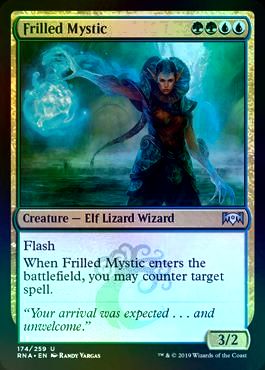 Frilled Mystic
Creature — Elf Lizard Wizard
Flash
When Frilled Mystic enters the
battlefield, you may counter target
spell.
“Your arrival was expected . . . and
unwelcome.”
3/2
174/259 U
RNA • EN Randy Vargas
™ & © 2019 Wizards of the Coast